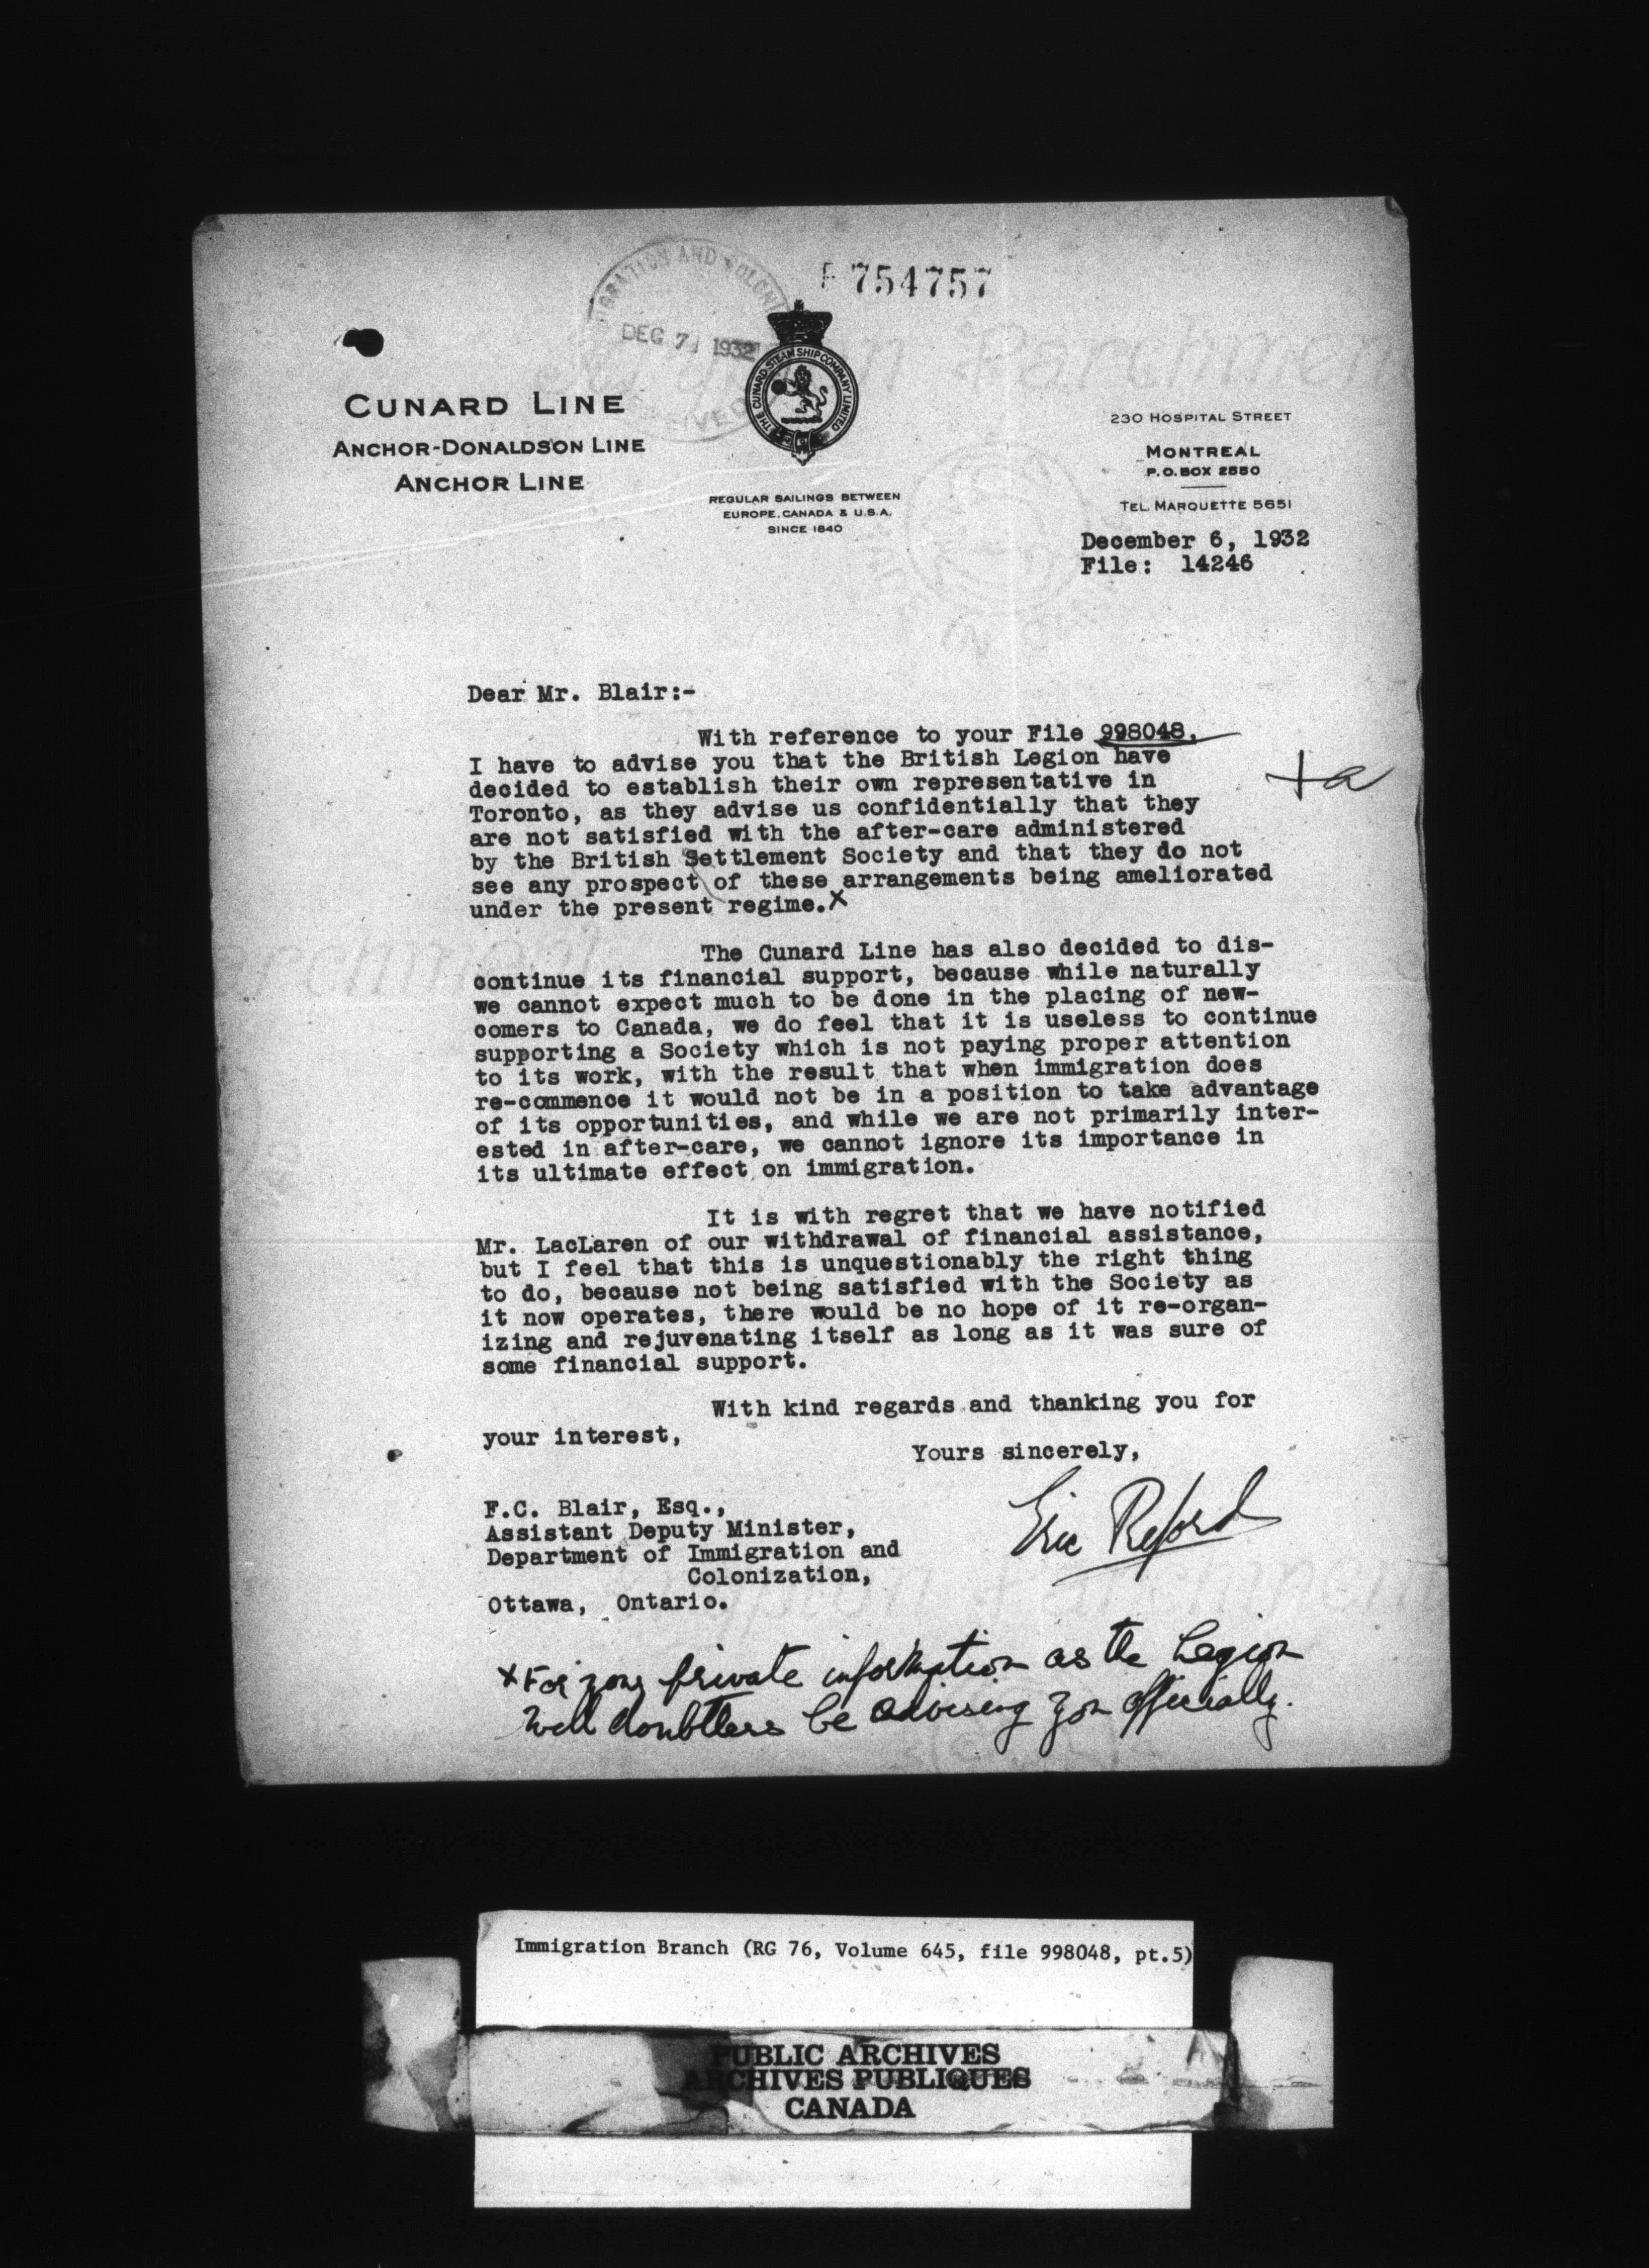 F 754757
DEC 7 1932
CUNARD LINE
ANCHOR-DONALDSON LINE
ANCHOR LINE
THE CUNARD STEAM SHIP COMPANY LIMITED
REGULAR SAILINGS BETWEEN
EUROPE, CANADA & U.S.A.
SINCE 1840
230 HOSPITAL STREET
MONTREAL
P.O. BOX 2550
TEL. MARQUETTE 5651
December 6, 1932
File: 14246
Dear Mr. Blair:-
With reference to your File 998048,
I have to advise you that the British Legion have
decided to establish their own representative in
Toronto, as they advise us confidentially that they
are not satisfied with the after-care administered
by the British Settlement Society and that they do not
see any prospect of these arrangements being ameliorated
under the present regime.X
The Cunard Line has also decided to dis-
continue its financial support, because while naturally
we cannot expect much to be done in the placing of new-
comers to Canada, we do feel that it is useless to continue
supporting a Society which is not paying proper attention
to its work, with the result that when immigration does
re-commence it would not be in a position to take advantage
of its opportunities, and while we are not primarily inter-
ested in after-care, we cannot ignore its importance in
its ultimate effect on immigration.
It is with regret that we have notified
Mr. LacLaren of our withdrawal of financial assistance,
but I feel that this is unquestionably the right thing
to do, because not being satisfied with the Society as
it now operates, there would be no hope of it re-organ-
izing and rejuvenating itself as long as it was sure of
some financial support.
With kind regards and thanking you for
your interest,
Yours sincerely,
Eric Reford
F.C. Blair, Esq.,
Assistant Deputy Minister,
Department of Immigration and
Colonization,
Ottawa, Ontario.
X For your private information as the Legion
will doubtless be advising you officially.
Immigration Branch (RG 76, Volume 645, file 998048, pt.5)
PUBLIC ARCHIVES
ARCHIVES PUBLIQUES
CANADA